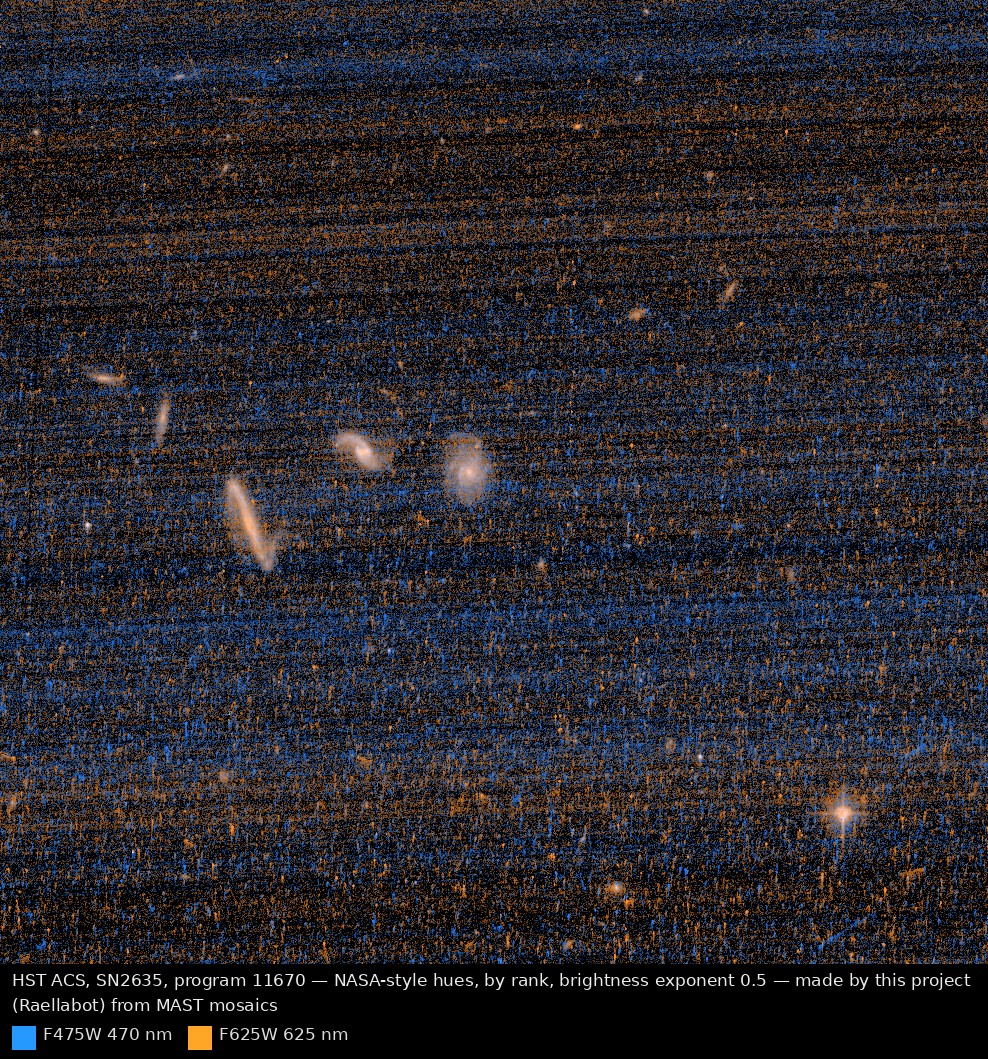 HST ACS, SN2635, program 11670 — NASA-style hues, by rank, brightness exponent 0.5 — made by this project
(Raellabot) from MAST mosaics
F475W 470 nm F625W 625 nm